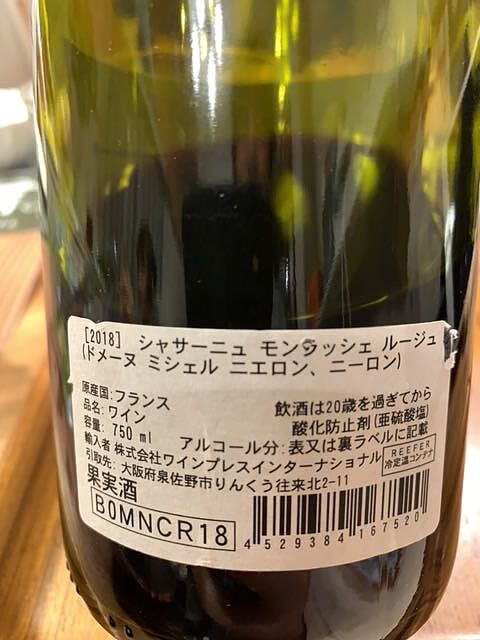 [2018] シャサーニュ モンラッシェ ルージュ
(ドメーヌ ミシェル ニエロン、ニーロン)
原産国:フランス
飲酒は20歳を過ぎてから
品名:ワイン
酸化防止剤(亜硫酸塩)
容量: 750 ml
アルコール分:表又は裏ラベルに記載
輸入者 株式会社ワインプレスインターナショナル
REEFER
冷定温コンテナ
引取先: 大阪府泉佐野市りんくう往来北2-11
果実酒
B0MNCR18
4 529384 167520